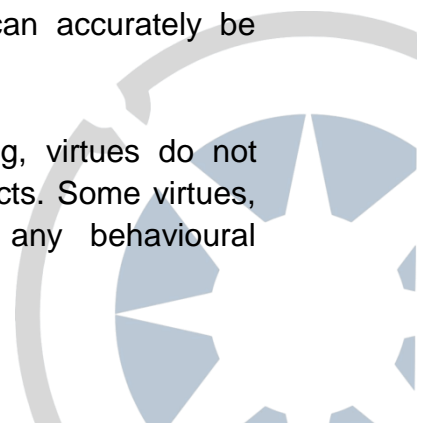 can accurately be
g, virtues do not
cts. Some virtues,
any behavioural